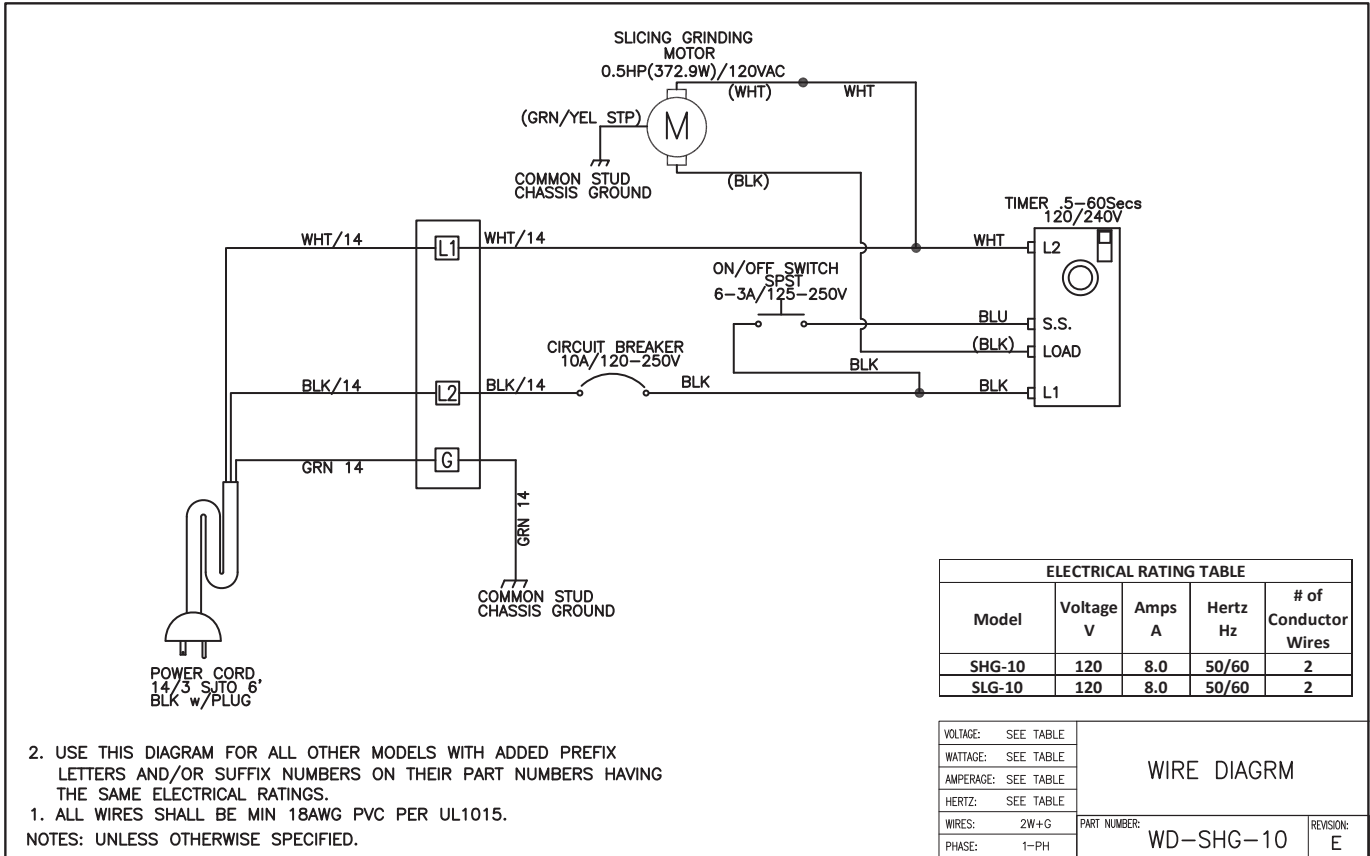 SLICING GRINDING
MOTOR
0.5HP(372.9W)/120VAC
(WHT)
WHT
(GRN/YEL STP)
M
COMMON STUD
CHASSIS GROUND
(BLK)
TIMER .5-60Secs
120/240V
WHT/14
L1
WHT/14
WHT
L2
ON/OFF SWITCH
SPST
6-3A/125-250V
BLU
S.S.
(BLK)
LOAD
CIRCUIT BREAKER
10A/120-250V
BLK
BLK/14
L2
BLK/14
BLK
BLK
L1
GRN 14
G
GRN 14
COMMON STUD
CHASSIS GROUND
POWER CORD,
14/3 SJTO 6'
BLK w/PLUG
ELECTRICAL RATING TABLE
Model Voltage V Amps A Hertz Hz # of Conductor Wires
SHG-10 120 8.0 50/60 2
SLG-10 120 8.0 50/60 2
2. USE THIS DIAGRAM FOR ALL OTHER MODELS WITH ADDED PREFIX
LETTERS AND/OR SUFFIX NUMBERS ON THEIR PART NUMBERS HAVING
THE SAME ELECTRICAL RATINGS.
1. ALL WIRES SHALL BE MIN 18AWG PVC PER UL1015.
NOTES: UNLESS OTHERWISE SPECIFIED.
VOLTAGE: SEE TABLE
WATTAGE: SEE TABLE
AMPERAGE: SEE TABLE
HERTZ: SEE TABLE
WIRES: 2W+G
PHASE: 1-PH
WIRE DIAGRM
PART NUMBER: WD-SHG-10
REVISION: E